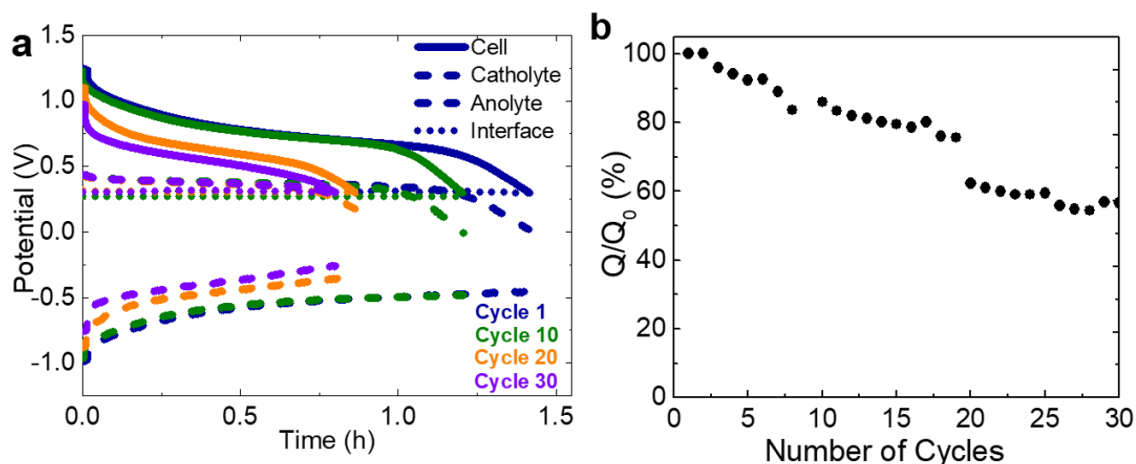 a
1.5
1.0
0.5
0.0
-0.5
-1.0
Potential (V)
Cell
Catholyte
Anolyte
Interface
Cycle 1
Cycle 10
Cycle 20
Cycle 30
0.0 0.5 1.0 1.5
Time (h)
b
100
80
60
40
20
0
Q/Q0 (%)
0 5 10 15 20 25 30
Number of Cycles